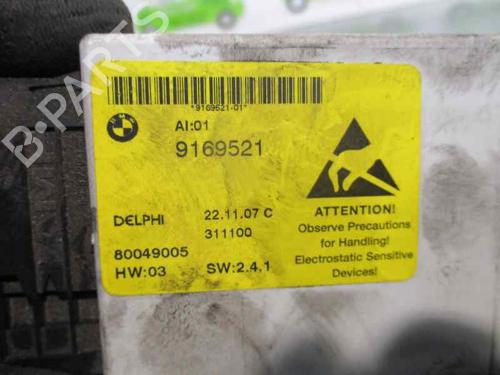 *9169521-01*
AI:01
9169521
DELPHI
22.11.07 C
311100
80049005
HW:03
SW:2.4.1
ATTENTION!
Observe Precautions
for Handling!
Electrostatic Sensitive
Devices!
BMW
B-PARTS